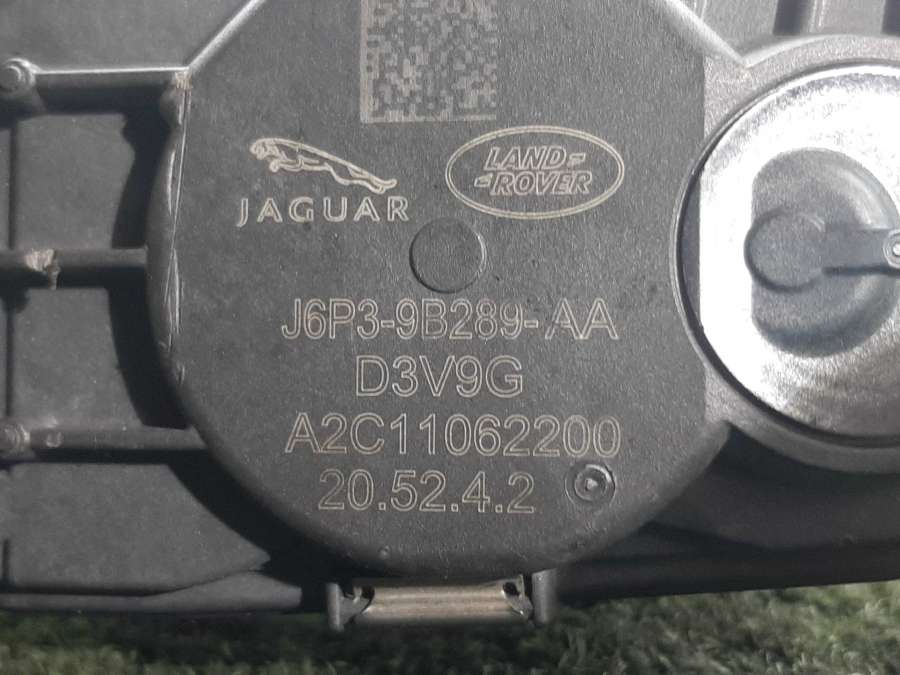 LAND-
-ROVER
JAGUAR
J6P3-9B289-AA
D3V9G
A2C11062200
20.52.4.2